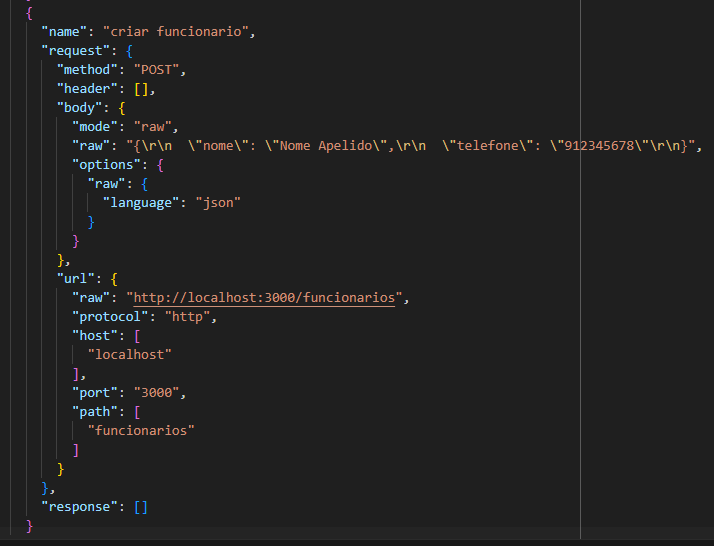 {
"name": "criar funcionario",
"request": {
"method": "POST",
"header": [],
"body": {
"mode": "raw",
"raw": "{\r\n  \"nome\": \"Nome Apelido\",\r\n  \"telefone\": \"912345678\"\r\n}",
"options": {
"raw": {
"language": "json"
}
}
},
"url": {
"raw": "http://localhost:3000/funcionarios",
"protocol": "http",
"host": [
"localhost"
],
"port": "3000",
"path": [
"funcionarios"
]
}
},
"response": []
}